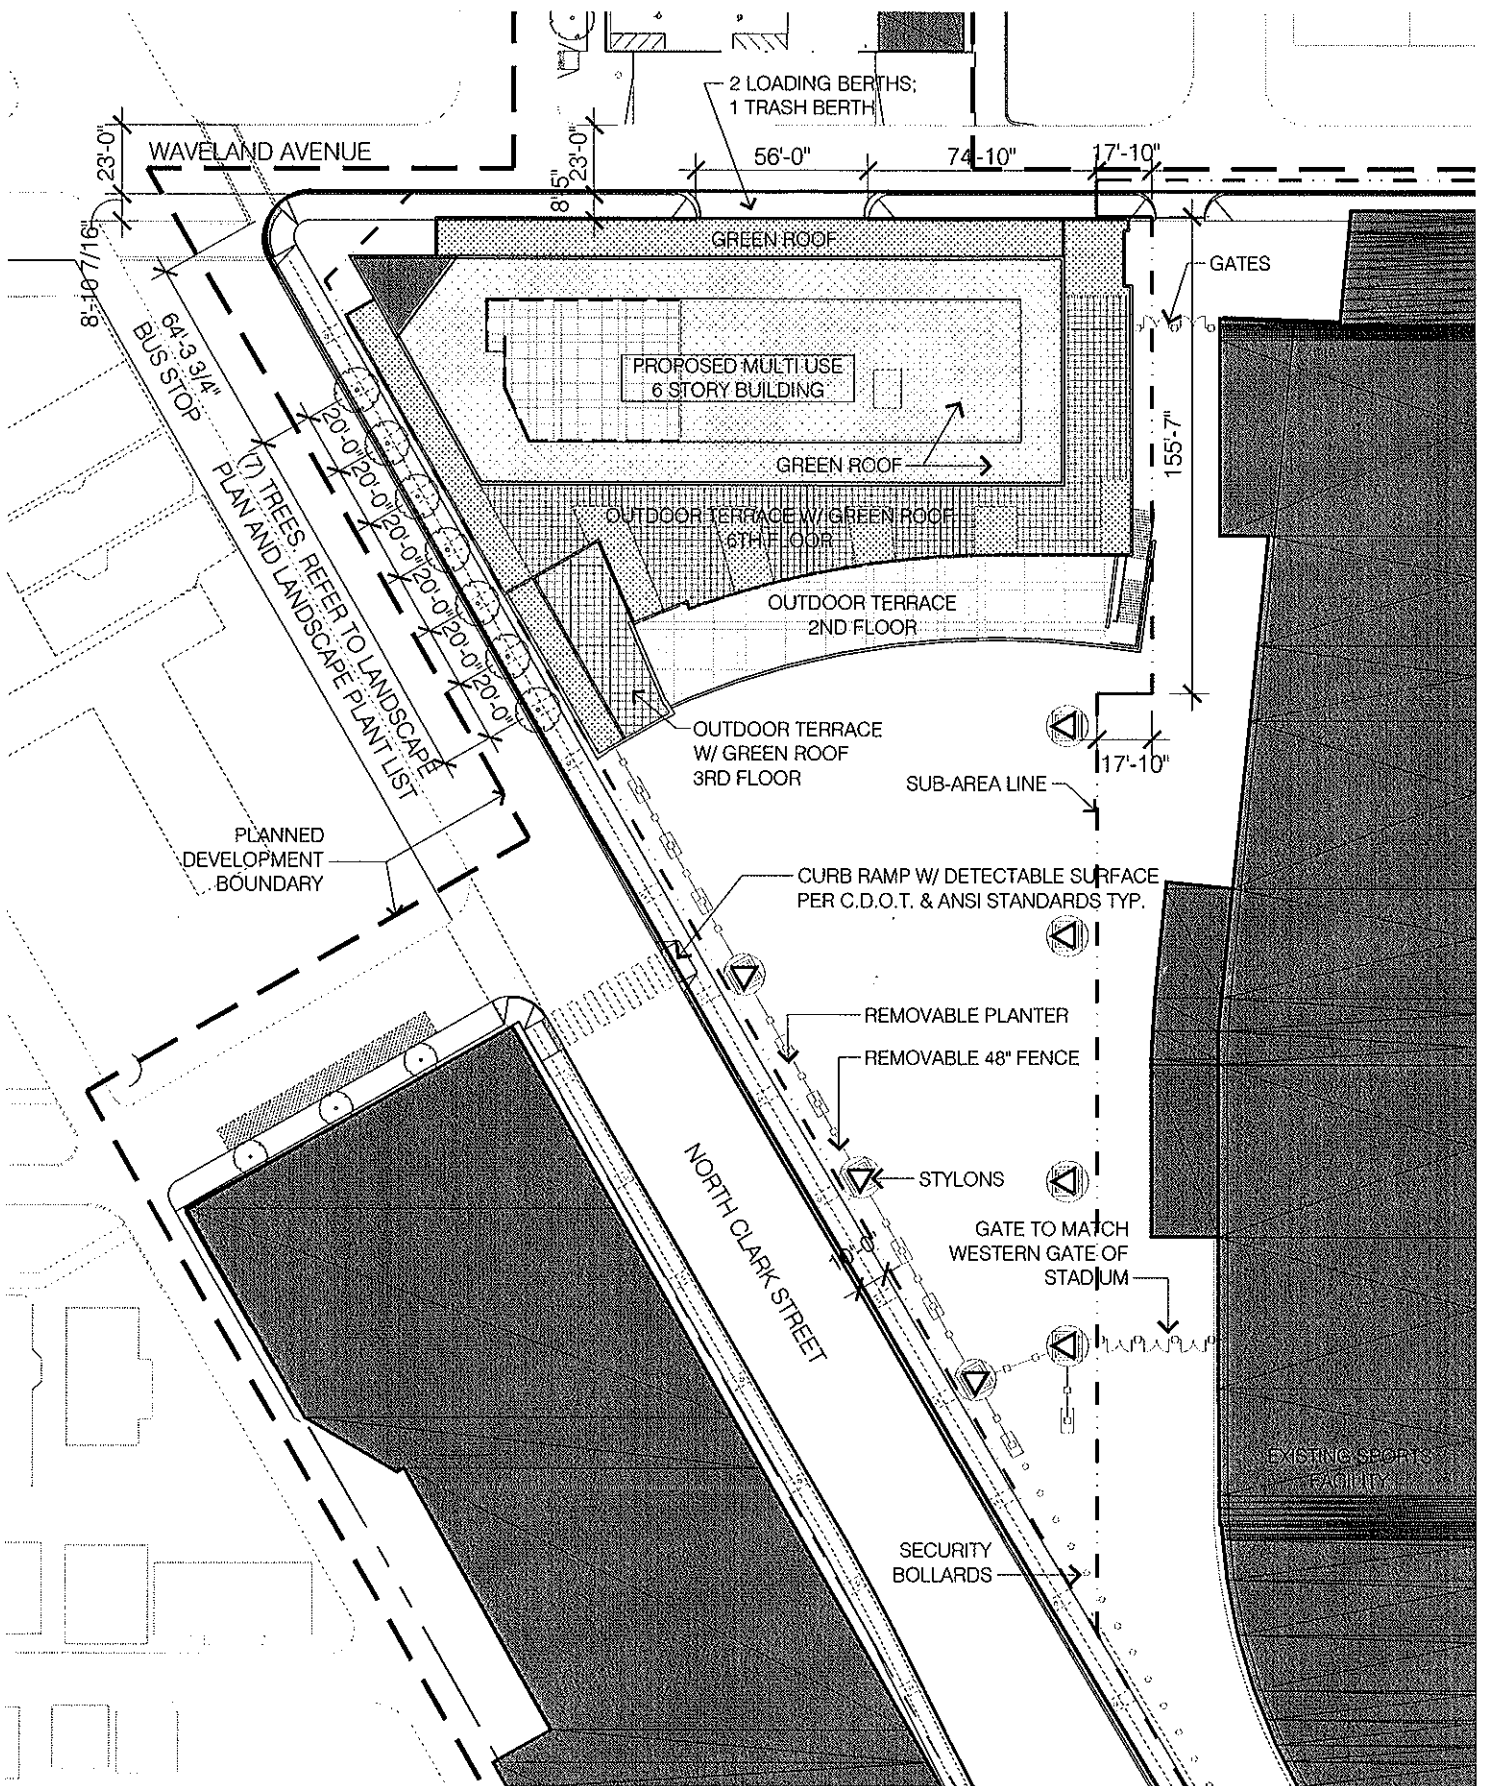 2 LOADING BERTHS;
1 TRASH BERTH
23'-0"
WAVELAND AVENUE
23'-0"
8'-5"
56'-0"
74'-10"
17'-10"
8'-10 7/16"
GREEN ROOF
GATES
64'-3 3/4"
BUS STOP
PROPOSED MULTI USE
6 STORY BUILDING
155'-7"
GREEN ROOF
20'-0"
20'-0"
20'-0"
20'-0"
20'-0"
20'-0"
(7) TREES, REFER TO LANDSCAPE
PLAN AND LANDSCAPE PLANT LIST
OUTDOOR TERRACE W/ GREEN ROOF
6TH FLOOR
OUTDOOR TERRACE
2ND FLOOR
OUTDOOR TERRACE
W/ GREEN ROOF
3RD FLOOR
17'-10"
SUB-AREA LINE
PLANNED
DEVELOPMENT
BOUNDARY
CURB RAMP W/ DETECTABLE SURFACE
PER C.D.O.T. & ANSI STANDARDS TYP.
REMOVABLE PLANTER
REMOVABLE 48" FENCE
NORTH CLARK STREET
STYLONS
GATE TO MATCH
WESTERN GATE OF
STADIUM
10'-0"
EXISTING SPORTS
FACILITY
SECURITY
BOLLARDS